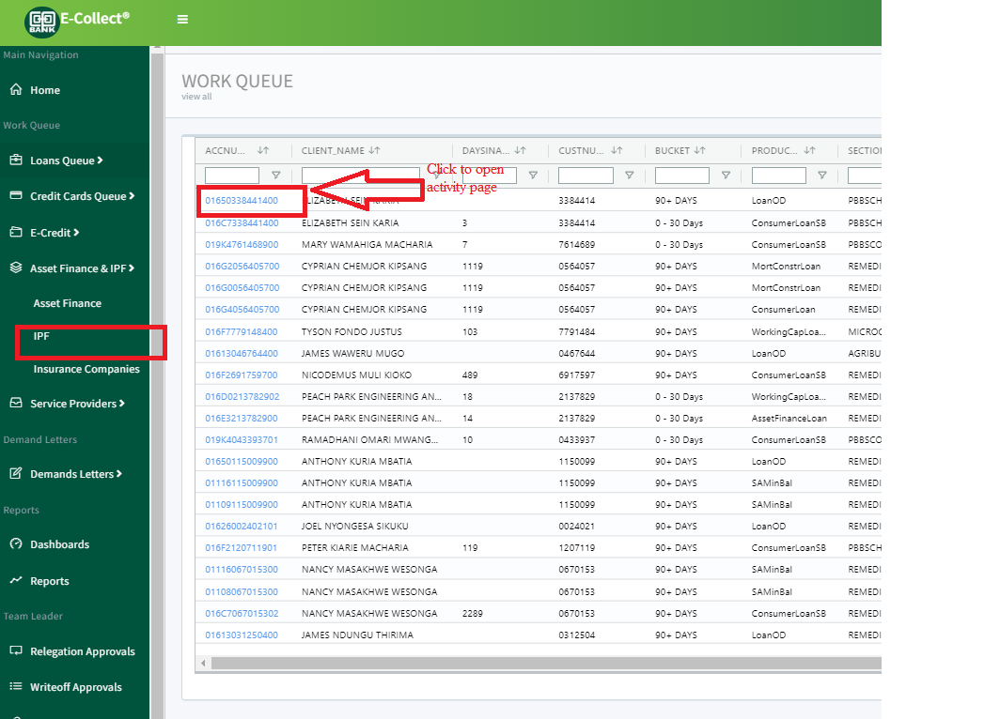 CO-OP BANK E-Collect®
Main Navigation
Home
Work Queue
Loans Queue
Credit Cards Queue
E-Credit
Asset Finance & IPF
Asset Finance
IPF
Insurance Companies
Service Providers
Demand Letters
Demands Letters
Reports
Dashboards
Reports
Team Leader
Relegation Approvals
Writeoff Approvals
WORK QUEUE
view all
ACCNU... CLIENT_NAME DAYSINA... CUSTNU... BUCKET PRODUC... SECTION
Click to open
activity page
01650338441400 ELIZABETH SEIN KARIA 3384414 90+ DAYS LoanOD PBBSCH
016C7338441400 ELIZABETH SEIN KARIA 3 3384414 0 - 30 Days ConsumerLoanSB PBBSCH
019K4761468900 MARY WAMAHIGA MACHARIA 7 7614689 0 - 30 Days ConsumerLoanSB PBBSCO
016G2056405700 CYPRIAN CHEMJOR KIPSANG 1119 0564057 90+ DAYS MortConstrLoan REMEDI
016G0056405700 CYPRIAN CHEMJOR KIPSANG 1119 0564057 90+ DAYS MortConstrLoan REMEDI
016G4056405700 CYPRIAN CHEMJOR KIPSANG 1119 0564057 90+ DAYS ConsumerLoan REMEDI
016F7779148400 TYSON FONDO JUSTUS 103 7791484 90+ DAYS WorkingCapLoa... MICROC
01613046764400 JAMES WAWERU MUGO 0467644 90+ DAYS LoanOD AGRIBU
016F2691759700 NICODEMUS MULI KIOKO 489 6917597 90+ DAYS ConsumerLoanSB REMEDI
016D0213782902 PEACH PARK ENGINEERING AN... 18 2137829 0 - 30 Days WorkingCapLoa... REMEDI
016E3213782900 PEACH PARK ENGINEERING AN... 14 2137829 0 - 30 Days AssetFinanceLoan REMEDI
019K4043393701 RAMADHANI OMARI MWANG... 10 0433937 0 - 30 Days ConsumerLoanSB PBBSCO
01650115009900 ANTHONY KURIA MBATIA 1150099 90+ DAYS LoanOD REMEDI
01116115009900 ANTHONY KURIA MBATIA 1150099 90+ DAYS SAMinBal REMEDI
01109115009900 ANTHONY KURIA MBATIA 1150099 90+ DAYS SAMinBal REMEDI
01626002402101 JOEL NYONGESA SIKUKU 0024021 90+ DAYS LoanOD REMEDI
016F2120711901 PETER KIARIE MACHARIA 119 1207119 90+ DAYS ConsumerLoanSB PBBSCH
01116067015300 NANCY MASAKHWE WESONGA 0670153 90+ DAYS SAMinBal REMEDI
01108067015300 NANCY MASAKHWE WESONGA 0670153 90+ DAYS SAMinBal REMEDI
016C7067015302 NANCY MASAKHWE WESONGA 2289 0670153 90+ DAYS ConsumerLoanSB REMEDI
01613031250400 JAMES NDUNGU THIRIMA 0312504 90+ DAYS LoanOD REMEDI